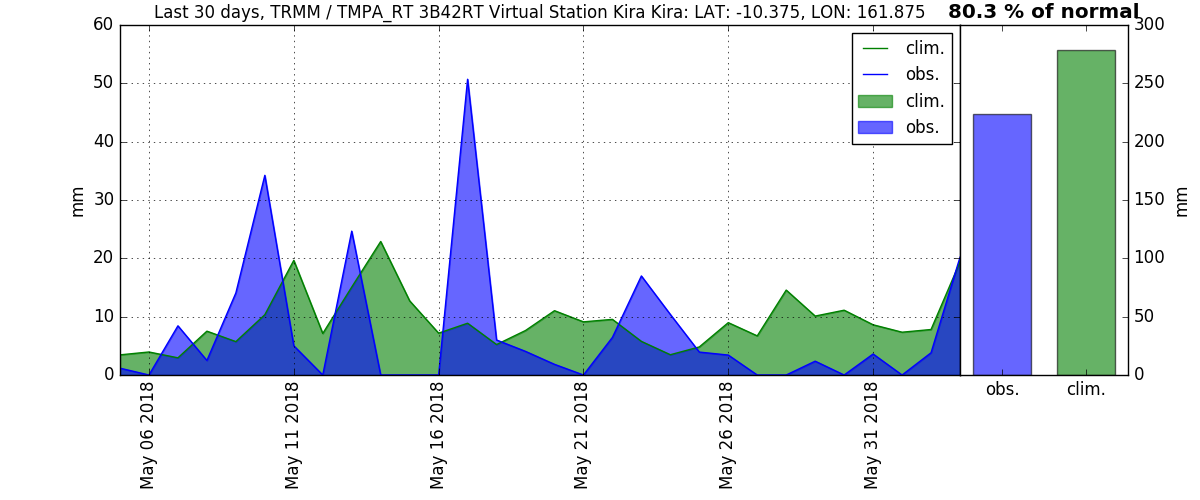 Last 30 days, TRMM / TMPA_RT 3B42RT Virtual Station Kira Kira: LAT: -10.375, LON: 161.875
80.3 % of normal
60
50
40
30
20
10
0
mm
clim.
obs.
clim.
obs.
May 06 2018
May 11 2018
May 16 2018
May 21 2018
May 26 2018
May 31 2018
300
250
200
150
100
50
0
mm
obs.
clim.